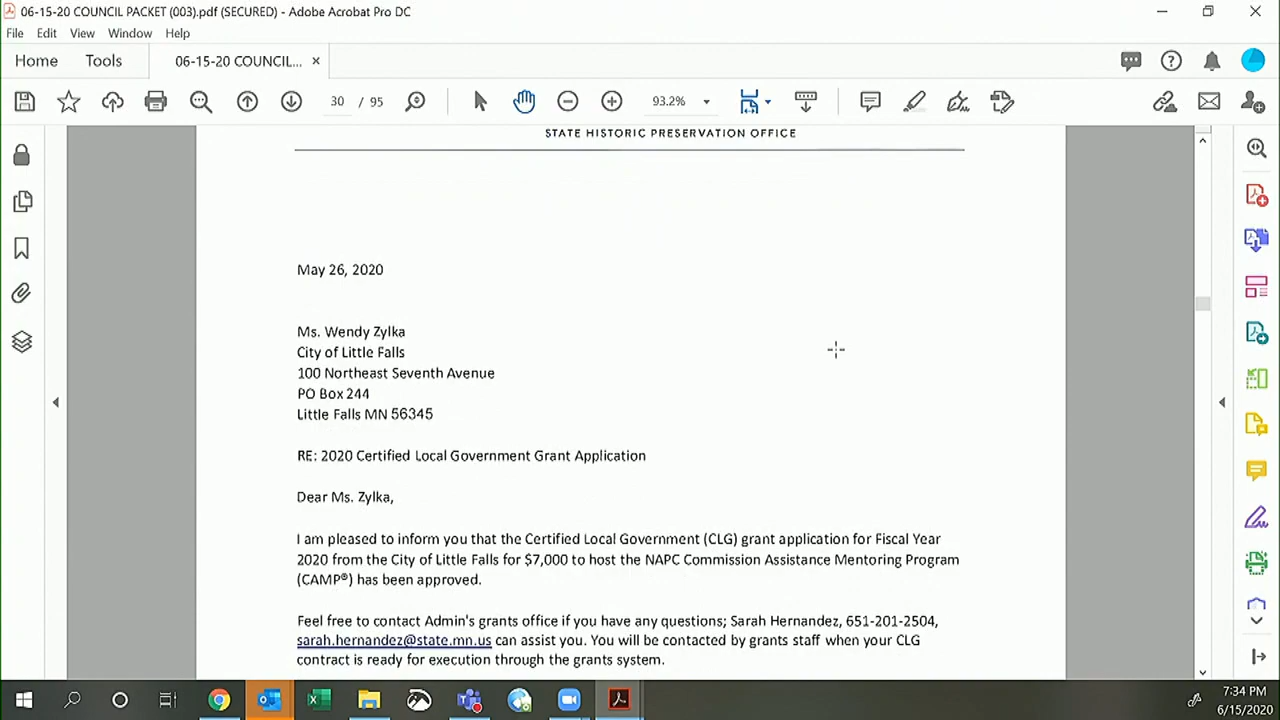 06-15-20 COUNCIL PACKET (003).pdf (SECURED) - Adobe Acrobat Pro DC
File Edit View Window Help
Home Tools 06-15-20 COUNCIL... ×
30 / 95 93.2%
STATE HISTORIC PRESERVATION OFFICE
May 26, 2020
Ms. Wendy Zylka
City of Little Falls
100 Northeast Seventh Avenue
PO Box 244
Little Falls MN 56345
RE: 2020 Certified Local Government Grant Application
Dear Ms. Zylka,
I am pleased to inform you that the Certified Local Government (CLG) grant application for Fiscal Year
2020 from the City of Little Falls for $7,000 to host the NAPC Commission Assistance Mentoring Program
(CAMP®) has been approved.
Feel free to contact Admin's grants office if you have any questions; Sarah Hernandez, 651-201-2504,
sarah.hernandez@state.mn.us can assist you. You will be contacted by grants staff when your CLG
contract is ready for execution through the grants system.
7:34 PM
6/15/2020